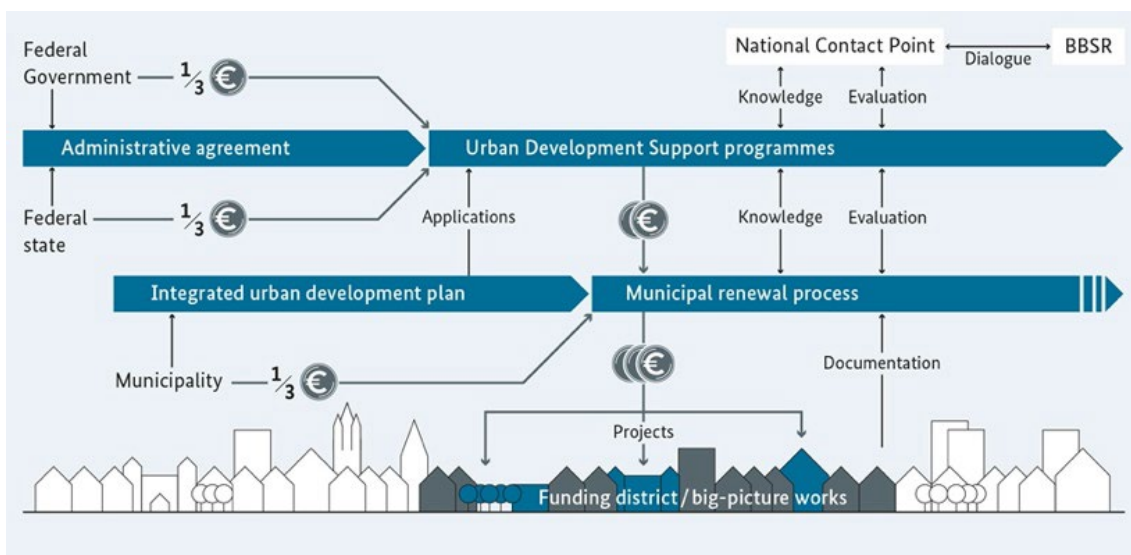 Federal
Government
1/3 €
National Contact Point
Dialogue
BBSR
Knowledge
Evaluation
Administrative agreement
Urban Development Support programmes
Federal
state
1/3 €
Applications
€
Knowledge
Evaluation
Integrated urban development plan
Municipal renewal process
Municipality
1/3 €
€
Documentation
Projects
Funding district / big-picture works